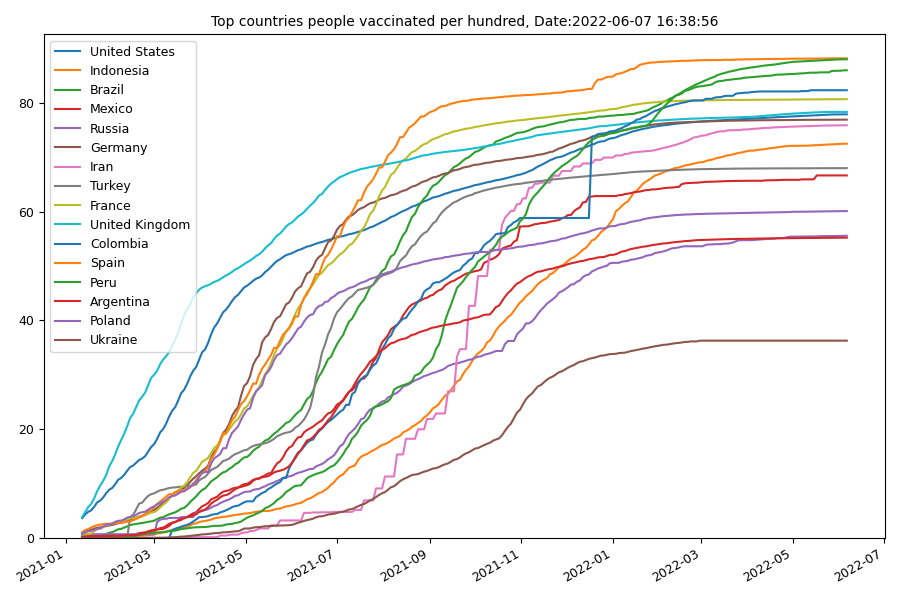 Top countries people vaccinated per hundred, Date:2022-06-07 16:38:56
United States
Indonesia
Brazil
Mexico
Russia
Germany
Iran
Turkey
France
United Kingdom
Colombia
Spain
Peru
Argentina
Poland
Ukraine
80
60
40
20
0
2021-01
2021-03
2021-05
2021-07
2021-09
2021-11
2022-01
2022-03
2022-05
2022-07